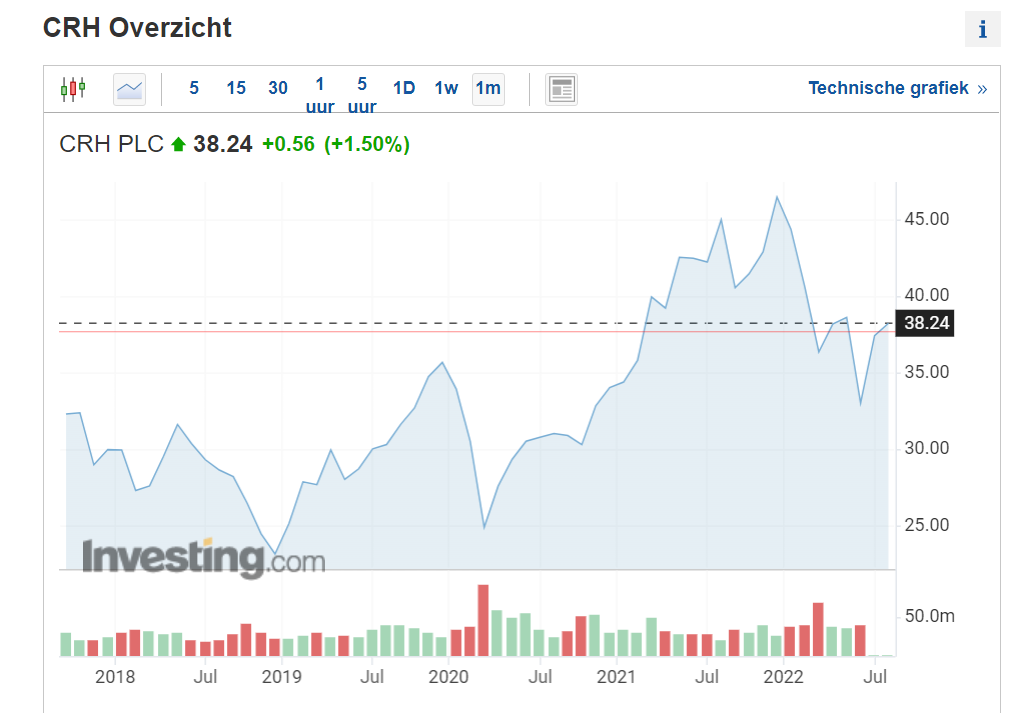 CRH Overzicht
i
5 15 30 1 uur 5 uur 1D 1w 1m
Technische grafiek »
CRH PLC 38.24 +0.56 (+1.50%)
45.00
40.00
38.24
35.00
30.00
25.00
Investing.com
50.0m
2018 Jul 2019 Jul 2020 Jul 2021 Jul 2022 Jul